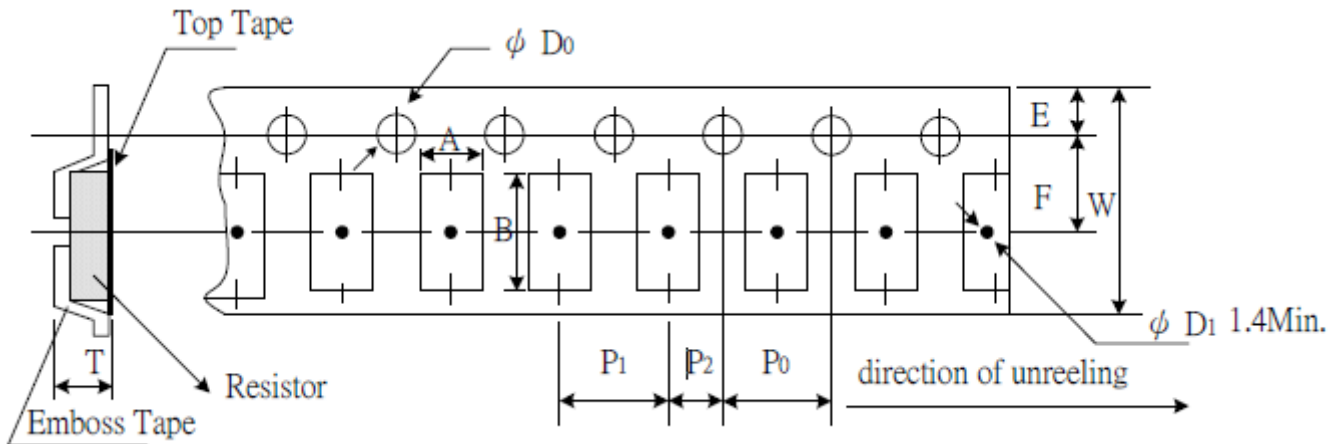 Top Tape
ϕ D0
A
E
F
W
B
ϕ D1 1.4Min.
T
P1
P2
P0
direction of unreeling
Resistor
Emboss Tape